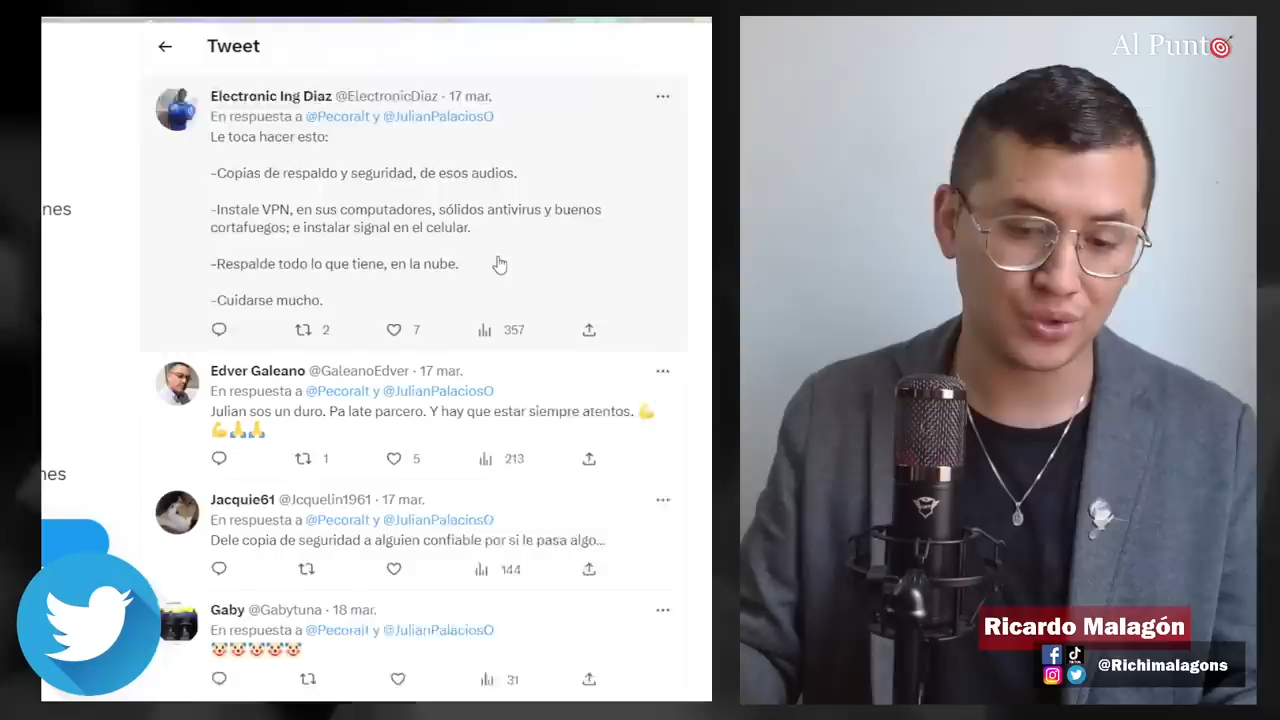 Tweet
Electronic Ing Diaz @ElectronicDiaz · 17 mar.
En respuesta a @Pecoralt y @JulianPalaciosO
Le toca hacer esto:
-Copias de respaldo y seguridad, de esos audios.
-Instale VPN, en sus computadores, sólidos antivirus y buenos
cortafuegos; e instalar signal en el celular.
-Respalde todo lo que tiene, en la nube.
-Cuidarse mucho.
2 7 357
Edver Galeano @GaleanoEdver · 17 mar.
En respuesta a @Pecoralt y @JulianPalaciosO
Julian sos un duro. Pa late parcero. Y hay que estar siempre atentos. 💪
💪🙏🙏
1 5 213
Jacquie61 @Jcquelin1961 · 17 mar.
En respuesta a @Pecoralt y @JulianPalaciosO
Dele copia de seguridad a alguien confiable por si le pasa algo...
144
Gaby @Gabytuna · 18 mar.
En respuesta a @Pecoralt y @JulianPalaciosO
🤡🤡🤡🤡🤡
31
nes
nes
Al Punto
Ricardo Malagón
@Richimalagons